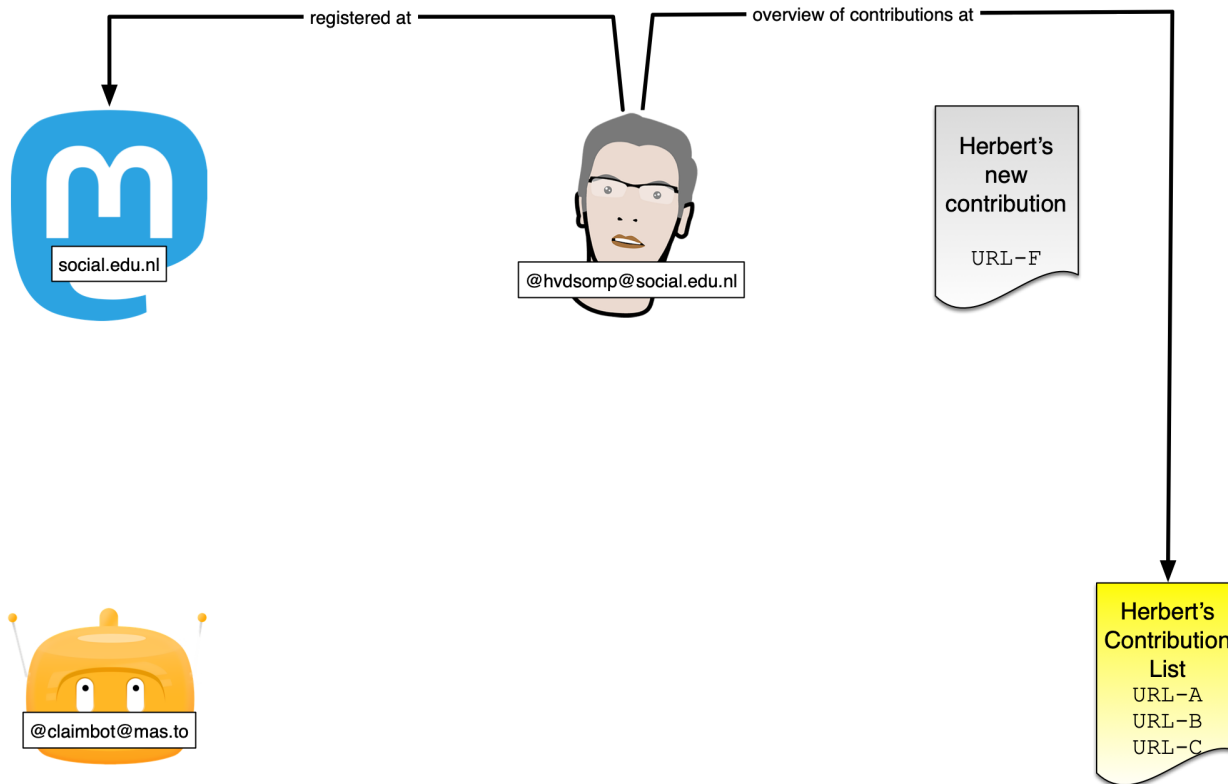 registered at
overview of contributions at
social.edu.nl
@hvdsomp@social.edu.nl
Herbert’s
new
contribution
URL-F
@claimbot@mas.to
Herbert’s
Contribution
List
URL-A
URL-B
URL-C